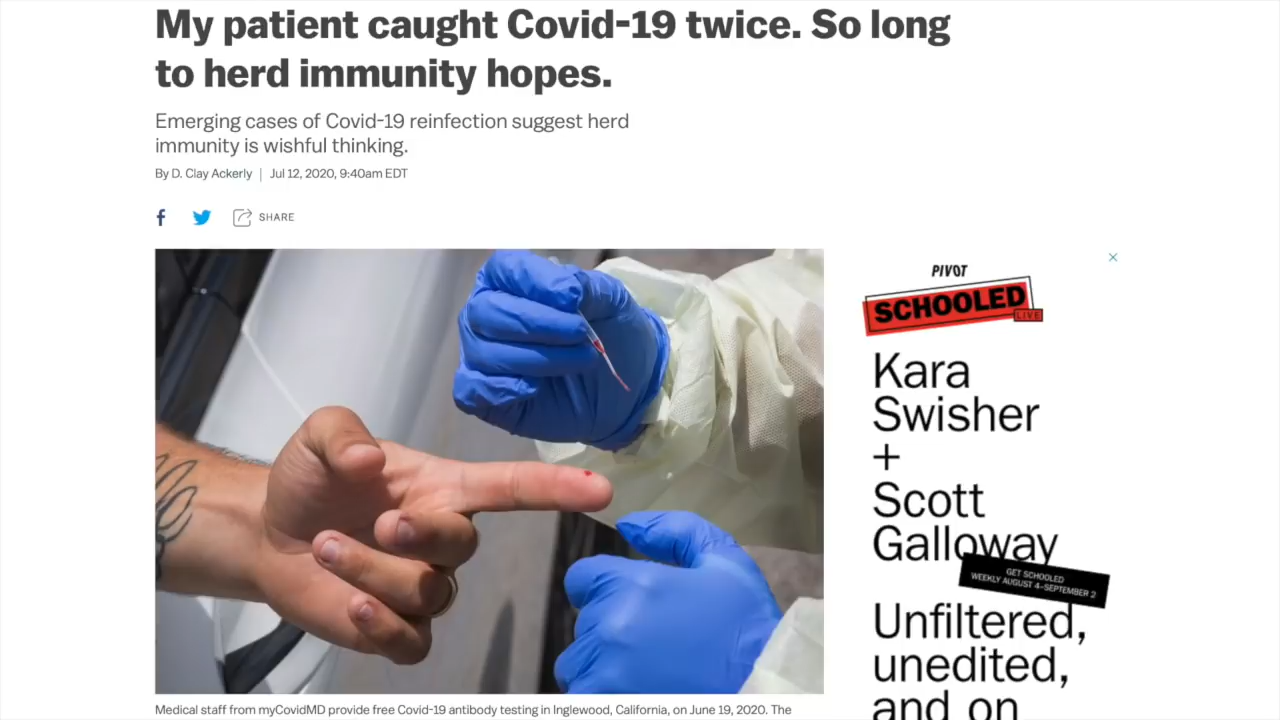 My patient caught Covid-19 twice. So long
to herd immunity hopes.
Emerging cases of Covid-19 reinfection suggest herd
immunity is wishful thinking.
By D. Clay Ackerly | Jul 12, 2020, 9:40am EDT
SHARE
PIVOT
SCHOOLED
LIVE
Kara
Swisher
+
Scott
Galloway
GET SCHOOLED
WEEKLY AUGUST 4-SEPTEMBER 2
Unfiltered,
unedited,
and on
Medical staff from myCovidMD provide free Covid-19 antibody testing in Inglewood, California, on June 19, 2020. The